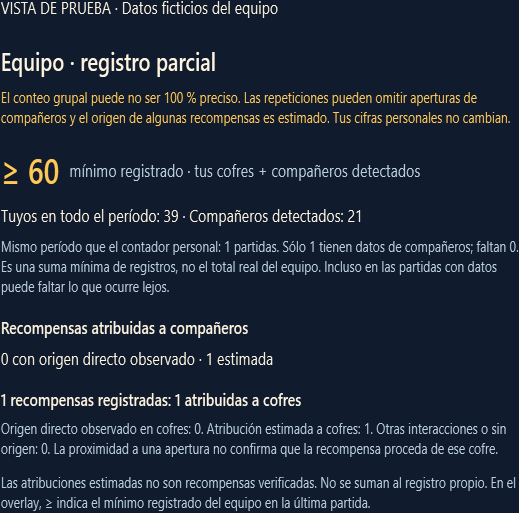 VISTA DE PRUEBA · Datos ficticios del equipo
Equipo · registro parcial
El conteo grupal puede no ser 100 % preciso. Las repeticiones pueden omitir aperturas de
compañeros y el origen de algunas recompensas es estimado. Tus cifras personales no cambian.
≥ 60 mínimo registrado · tus cofres + compañeros detectados
Tuyos en todo el período: 39 · Compañeros detectados: 21
Mismo período que el contador personal: 1 partidas. Sólo 1 tienen datos de compañeros; faltan 0.
Es una suma mínima de registros, no el total real del equipo. Incluso en las partidas con datos
puede faltar lo que ocurre lejos.
Recompensas atribuidas a compañeros
0 con origen directo observado · 1 estimada
1 recompensas registradas: 1 atribuidas a cofres
Origen directo observado en cofres: 0. Atribución estimada a cofres: 1. Otras interacciones o sin
origen: 0. La proximidad a una apertura no confirma que la recompensa proceda de ese cofre.
Las atribuciones estimadas no son recompensas verificadas. No se suman al registro propio. En el
overlay, ≥ indica el mínimo registrado del equipo en la última partida.